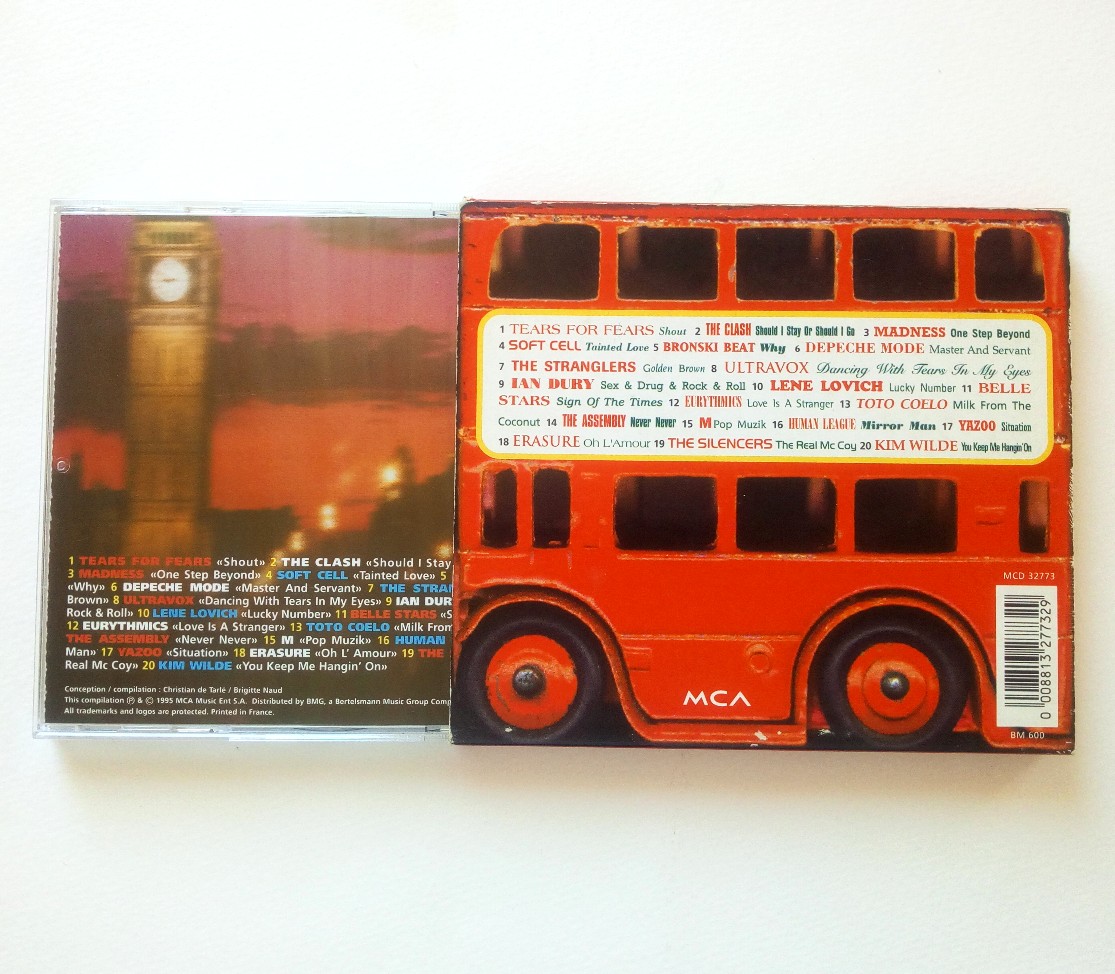 1 TEARS FOR FEARS «Shout» 2 THE CLASH «Should I Stay
3 MADNESS «One Step Beyond» 4 SOFT CELL «Tainted Love» 5
«Why» 6 DEPECHE MODE «Master And Servant» 7 THE STRAN
Brown» 8 ULTRAVOX «Dancing With Tears In My Eyes» 9 IAN DUR
Rock & Roll» 10 LENE LOVICH «Lucky Number» 11 BELLE STARS «S
12 EURYTHMICS «Love Is A Stranger» 13 TOTO COELO «Milk From
THE ASSEMBLY «Never Never» 15 M «Pop Muzik» 16 HUMAN
Man» 17 YAZOO «Situation» 18 ERASURE «Oh L' Amour» 19 THE
Real Mc Coy» 20 KIM WILDE «You Keep Me Hangin' On»
Conception / compilation : Christian de Tarlé / Brigitte Naud
This compilation ℗ & © 1995 MCA Music Ent S.A. Distributed by BMG, a Bertelsmann Music Group Comp
All trademarks and logos are protected. Printed in France.
1 TEARS FOR FEARS Shout 2 THE CLASH Should I Stay Or Should I Go 3 MADNESS One Step Beyond
4 SOFT CELL Tainted Love 5 BRONSKI BEAT Why 6 DEPECHE MODE Master And Servant
7 THE STRANGLERS Golden Brown 8 ULTRAVOX Dancing With Tears In My Eyes
9 IAN DURY Sex & Drug & Rock & Roll 10 LENE LOVICH Lucky Number 11 BELLE
STARS Sign Of The Times 12 EURYTHMICS Love Is A Stranger 13 TOTO COELO Milk From The
Coconut 14 THE ASSEMBLY Never Never 15 M Pop Muzik 16 HUMAN LEAGUE Mirror Man 17 YAZOO Situation
18 ERASURE Oh L'Amour 19 THE SILENCERS The Real Mc Coy 20 KIM WILDE You Keep Me Hangin'On
MCD 32773
0 008813 277329
MCA
BM 600